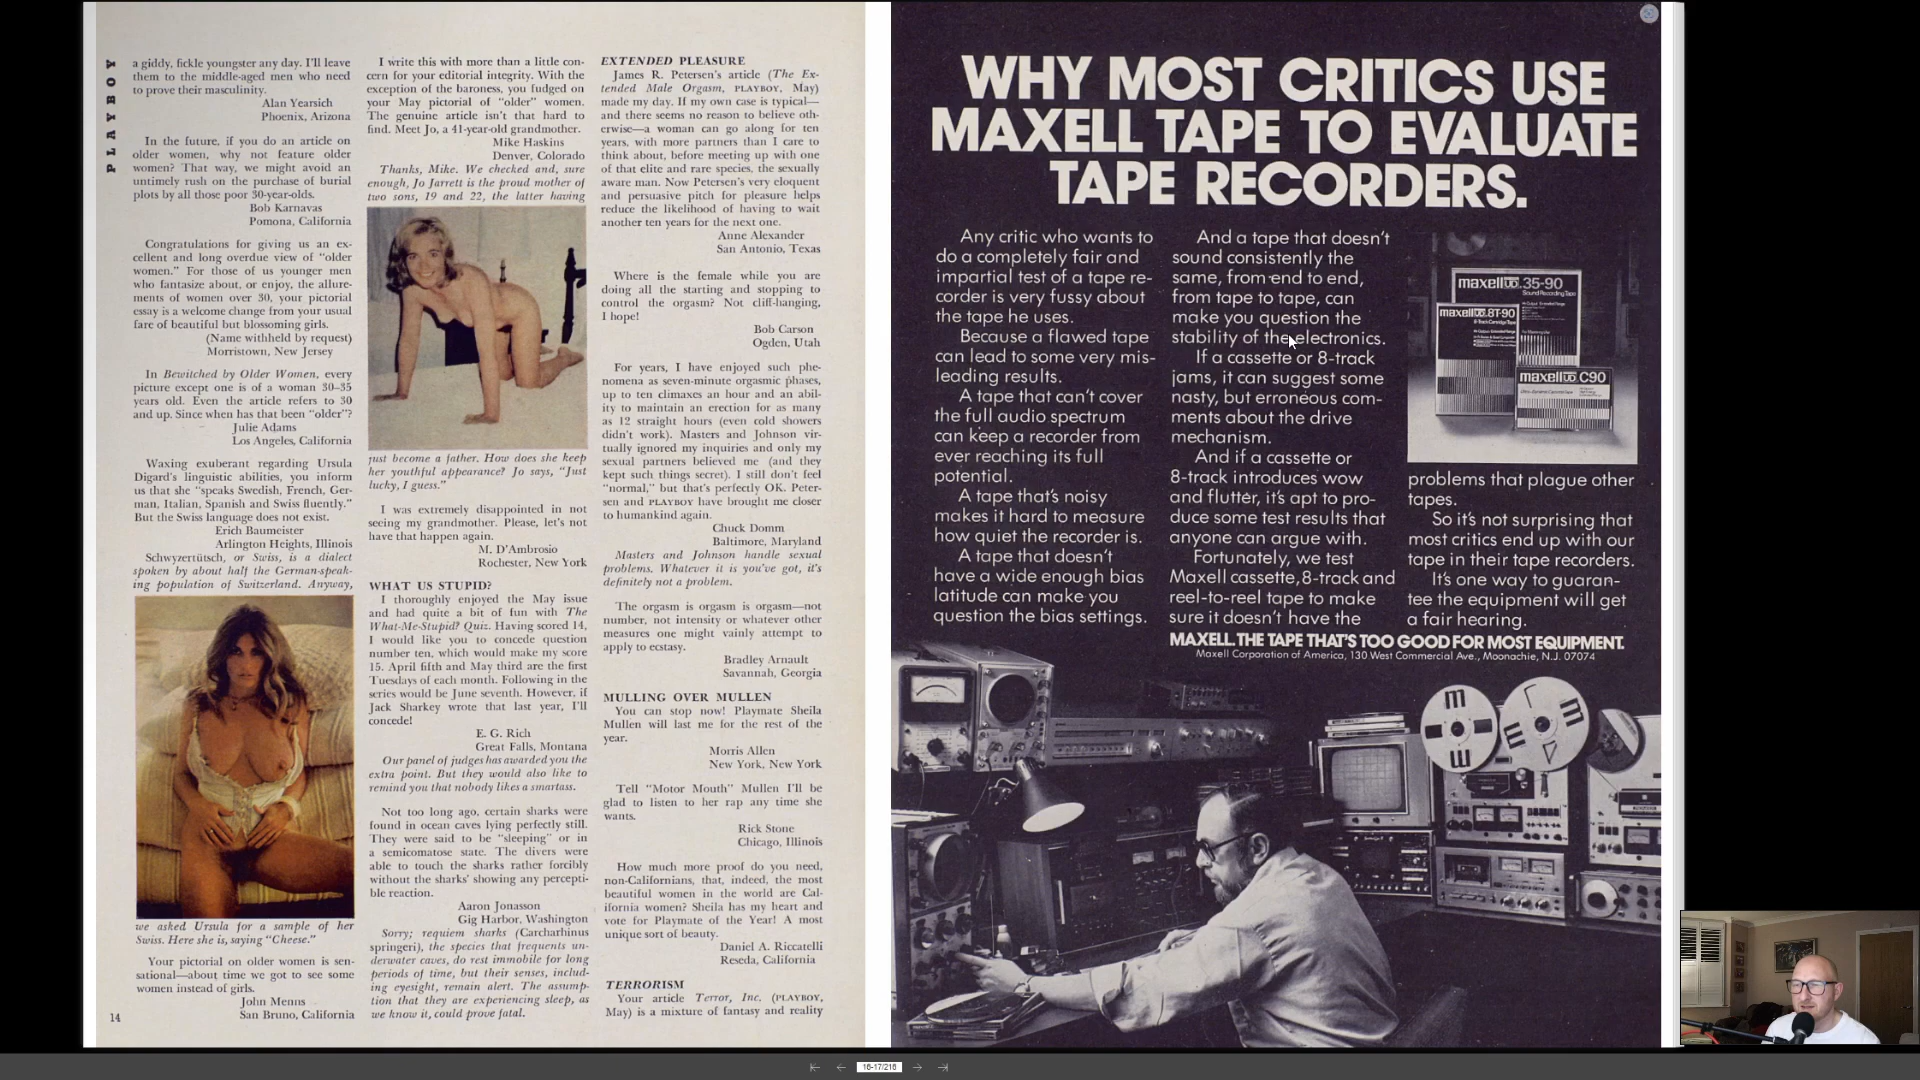 PLAYBOY
a giddy, fickle youngster any day. I'll leave
them to the middle-aged men who need
to prove their masculinity.
Alan Yearsich
Phoenix, Arizona
In the future, if you do an article on
older women, why not feature older
women? That way, we might avoid an
untimely rush on the purchase of burial
plots by all those poor 30-year-olds.
Bob Karnavas
Pomona, California
Congratulations for giving us an ex-
cellent and long overdue view of "older
women." For those of us younger men
who fantasize about, or enjoy, the allure-
ments of women over 30, your pictorial
essay is a welcome change from your usual
fare of beautiful but blossoming girls.
(Name withheld by request)
Morristown, New Jersey
In Bewitched by Older Women, every
picture except one is of a woman 30–35
years old. Even the article refers to 30
and up. Since when has that been "older"?
Julie Adams
Los Angeles, California
Waxing exuberant regarding Ursula
Digard's linguistic abilities, you inform
us that she "speaks Swedish, French, Ger-
man, Italian, Spanish and Swiss fluently."
But the Swiss language does not exist.
Erich Baumeister
Arlington Heights, Illinois
Schwyzertütsch, or Swiss, is a dialect
spoken by about half the German-speak-
ing population of Switzerland. Anyway,
we asked Ursula for a sample of her
Swiss. Here she is, saying "Cheese."
Your pictorial on older women is sen-
sational—about time we got to see some
women instead of girls.
John Menns
San Bruno, California
14
I write this with more than a little con-
cern for your editorial integrity. With the
exception of the baroness, you fudged on
your May pictorial of "older" women.
The genuine article isn't that hard to
find. Meet Jo, a 41-year-old grandmother.
Mike Haskins
Denver, Colorado
Thanks, Mike. We checked and, sure
enough, Jo Jarrett is the proud mother of
two sons, 19 and 22, the latter having
just become a father. How does she keep
her youthful appearance? Jo says, "Just
lucky, I guess."
I was extremely disappointed in not
seeing my grandmother. Please, let's not
have that happen again.
M. D'Ambrosio
Rochester, New York
WHAT US STUPID?
I thoroughly enjoyed the May issue
and had quite a bit of fun with The
What-Me-Stupid? Quiz. Having scored 14,
I would like you to concede question
number ten, which would make my score
15. April fifth and May third are the first
Tuesdays of each month. Following in the
series would be June seventh. However, if
Jack Sharkey wrote that last year, I'll
concede!
E. G. Rich
Great Falls, Montana
Our panel of judges has awarded you the
extra point. But they would also like to
remind you that nobody likes a smartass.
Not too long ago, certain sharks were
found in ocean caves lying perfectly still.
They were said to be "sleeping" or in
a semicomatose state. The divers were
able to touch the sharks rather forcibly
without the sharks' showing any percepti-
ble reaction.
Aaron Jonasson
Gig Harbor, Washington
Sorry; requiem sharks (Carcharhinus
springeri), the species that frequents un-
derwater caves, do rest immobile for long
periods of time, but their senses, includ-
ing eyesight, remain alert. The assump-
tion that they are experiencing sleep, as
we know it, could prove fatal.
EXTENDED PLEASURE
James R. Petersen's article (The Ex-
tended Male Orgasm, PLAYBOY, May)
made my day. If my own case is typical—
and there seems no reason to believe oth-
erwise—a woman can go along for ten
years, with more partners than I care to
think about, before meeting up with one
of that elite and rare species, the sexually
aware man. Now Petersen's very eloquent
and persuasive pitch for pleasure helps
reduce the likelihood of having to wait
another ten years for the next one.
Anne Alexander
San Antonio, Texas
Where is the female while you are
doing all the starting and stopping to
control the orgasm? Not cliff-hanging,
I hope!
Bob Carson
Ogden, Utah
For years, I have enjoyed such phe-
nomena as seven-minute orgasmic phases,
up to ten climaxes an hour and an abil-
ity to maintain an erection for as many
as 12 straight hours (even cold showers
didn't work). Masters and Johnson vir-
tually ignored my inquiries and only my
sexual partners believed me (and they
kept such things secret). I still don't feel
"normal," but that's perfectly OK. Peter-
sen and PLAYBOY have brought me closer
to humankind again.
Chuck Domm
Baltimore, Maryland
Masters and Johnson handle sexual
problems. Whatever it is you've got, it's
definitely not a problem.
The orgasm is orgasm is orgasm—not
number, not intensity or whatever other
measures one might vainly attempt to
apply to ecstasy.
Bradley Arnault
Savannah, Georgia
MULLING OVER MULLEN
You can stop now! Playmate Sheila
Mullen will last me for the rest of the
year.
Morris Allen
New York, New York
Tell "Motor Mouth" Mullen I'll be
glad to listen to her rap any time she
wants.
Rick Stone
Chicago, Illinois
How much more proof do you need,
non-Californians, that, indeed, the most
beautiful women in the world are Cal-
ifornia women? Sheila has my heart and
vote for Playmate of the Year! A most
unique sort of beauty.
Daniel A. Riccatelli
Reseda, California
TERRORISM
Your article Terror, Inc. (PLAYBOY,
May) is a mixture of fantasy and reality
WHY MOST CRITICS USE
MAXELL TAPE TO EVALUATE
TAPE RECORDERS.
Any critic who wants to
do a completely fair and
impartial test of a tape re-
corder is very fussy about
the tape he uses.
Because a flawed tape
can lead to some very mis-
leading results.
A tape that can't cover
the full audio spectrum
can keep a recorder from
ever reaching its full
potential.
A tape that's noisy
makes it hard to measure
how quiet the recorder is.
A tape that doesn't
have a wide enough bias
latitude can make you
question the bias settings.
And a tape that doesn't
sound consistently the
same, from end to end,
from tape to tape, can
make you question the
stability of the electronics.
If a cassette or 8-track
jams, it can suggest some
nasty, but erroneous com-
ments about the drive
mechanism.
And if a cassette or
8-track introduces wow
and flutter, it's apt to pro-
duce some test results that
anyone can argue with.
Fortunately, we test
Maxell cassette, 8-track and
reel-to-reel tape to make
sure it doesn't have the
maxell UD 35-90
Sound Recording Tape
maxell UD 8T-90
maxell UD C90
problems that plague other
tapes.
So it's not surprising that
most critics end up with our
tape in their tape recorders.
It's one way to guaran-
tee the equipment will get
a fair hearing.
MAXELL. THE TAPE THAT'S TOO GOOD FOR MOST EQUIPMENT.
Maxell Corporation of America, 130 West Commercial Ave., Moonachie, N.J. 07074
16-17/218